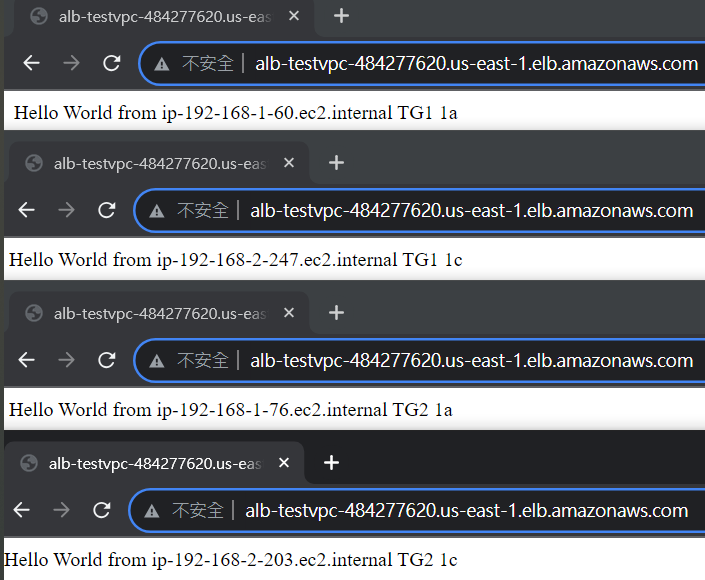 alb-testvpc-484277620.us-eas
不安全 alb-testvpc-484277620.us-east-1.elb.amazonaws.com
Hello World from ip-192-168-1-60.ec2.internal TG1 1a
alb-testvpc-484277620.us-eas
不安全 alb-testvpc-484277620.us-east-1.elb.amazonaws.com
Hello World from ip-192-168-2-247.ec2.internal TG1 1c
alb-testvpc-484277620.us-eas
不安全 alb-testvpc-484277620.us-east-1.elb.amazonaws.com
Hello World from ip-192-168-1-76.ec2.internal TG2 1a
alb-testvpc-484277620.us-eas
不安全 alb-testvpc-484277620.us-east-1.elb.amazonaws.com
Hello World from ip-192-168-2-203.ec2.internal TG2 1c